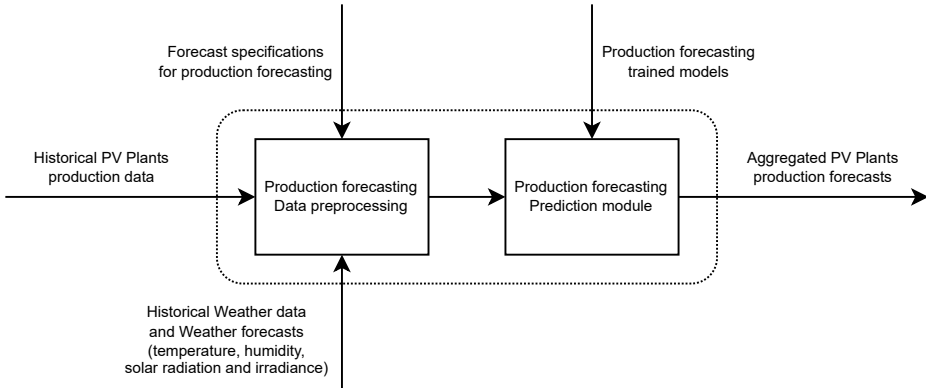 Forecast specifications
for production forecasting
Production forecasting
trained models
Historical PV Plants
production data
Production forecasting
Data preprocessing
Production forecasting
Prediction module
Aggregated PV Plants
production forecasts
Historical Weather data
and Weather forecasts
(temperature, humidity,
solar radiation and irradiance)